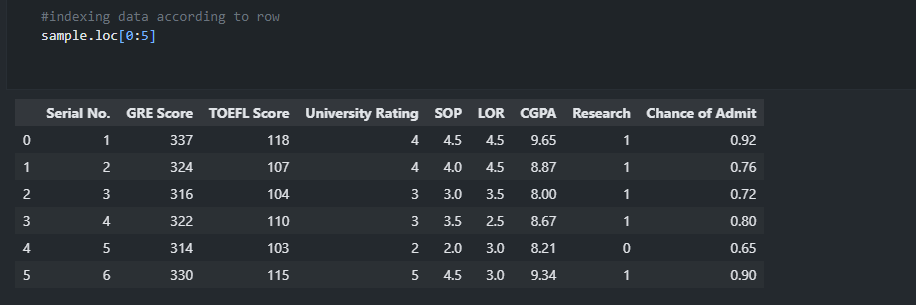 #indexing data according to row
sample.loc[0:5]
Serial No. GRE Score TOEFL Score University Rating SOP LOR CGPA Research Chance of Admit
0 1 337 118 4 4.5 4.5 9.65 1 0.92
1 2 324 107 4 4.0 4.5 8.87 1 0.76
2 3 316 104 3 3.0 3.5 8.00 1 0.72
3 4 322 110 3 3.5 2.5 8.67 1 0.80
4 5 314 103 2 2.0 3.0 8.21 0 0.65
5 6 330 115 5 4.5 3.0 9.34 1 0.90